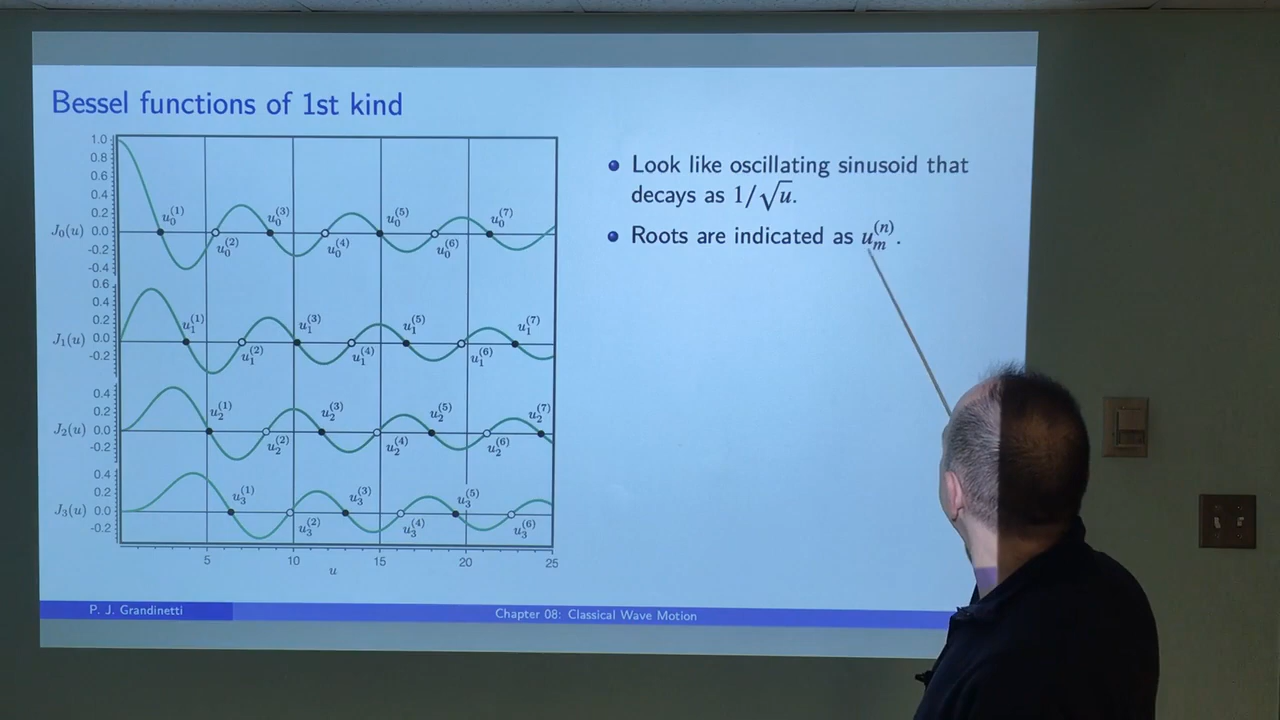 Bessel functions of 1st kind
1.0
0.8
0.6
0.4
0.2
0.0
-0.2
-0.4
J₀(u)
u₀⁽¹⁾
u₀⁽²⁾
u₀⁽³⁾
u₀⁽⁴⁾
u₀⁽⁵⁾
u₀⁽⁶⁾
u₀⁽⁷⁾
0.6
0.4
0.2
0.0
-0.2
J₁(u)
u₁⁽¹⁾
u₁⁽²⁾
u₁⁽³⁾
u₁⁽⁴⁾
u₁⁽⁵⁾
u₁⁽⁶⁾
u₁⁽⁷⁾
0.4
0.2
0.0
-0.2
J₂(u)
u₂⁽¹⁾
u₂⁽²⁾
u₂⁽³⁾
u₂⁽⁴⁾
u₂⁽⁵⁾
u₂⁽⁶⁾
u₂⁽⁷⁾
0.4
0.2
0.0
-0.2
J₃(u)
u₃⁽¹⁾
u₃⁽²⁾
u₃⁽³⁾
u₃⁽⁴⁾
u₃⁽⁵⁾
u₃⁽⁶⁾
5 10 15 20 25
u
Look like oscillating sinusoid that
decays as 1/√u.
Roots are indicated as uₘ⁽ⁿ⁾.
P. J. Grandinetti
Chapter 08: Classical Wave Motion